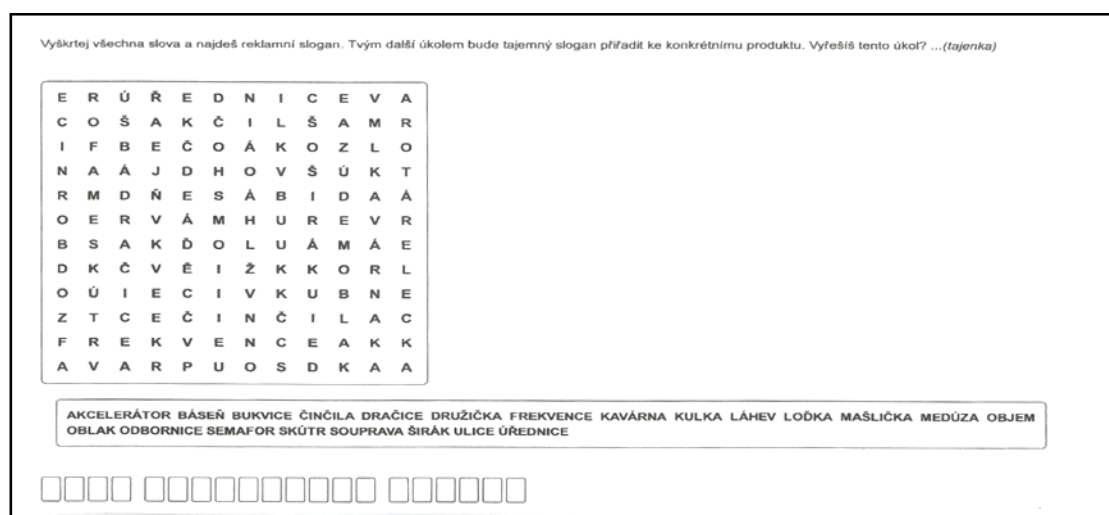 Vyškrtej všechna slova a najdeš reklamní slogan. Tvým další úkolem bude tajemný slogan přiřadit ke konkrétnímu produktu. Vyřešíš tento úkol? ...(tajenka)
E R Ú Ř E D N I C E V A
C O Š A K Č I L Š A M R
I F B E Č O Á K O Z L O
N A Á J D H O V Š Ú K T
R M D Ň E S Á B I D A Á
O E R V Á M H U R E V R
B S A K Ď O L U Á M Á E
D K Č V Ě I Ž K K O R L
O Ú I E C I V K U B N E
Z T C E Č I N Č I L A C
F R E K V E N C E A K K
A V A R P U O S D K A A
AKCELERÁTOR BÁSEŇ BUKVICE ČINČILA DRAČICE DRUŽIČKA FREKVENCE KAVÁRNA KULKA LÁHEV LOĎKA MAŠLIČKA MEDÚZA OBJEM
OBLAK ODBORNICE SEMAFOR SKÚTR SOUPRAVA ŠIRÁK ULICE ÚŘEDNICE